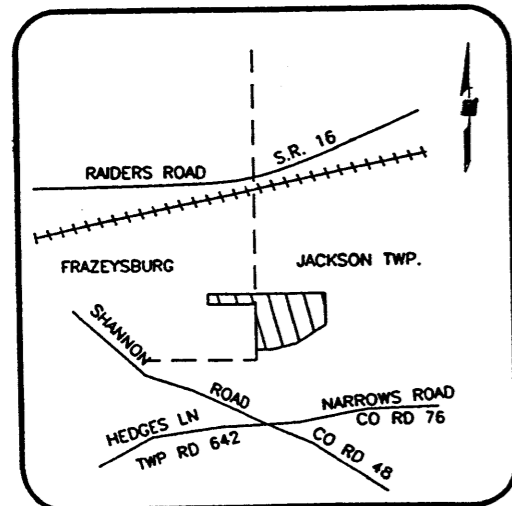 S.R. 16
RAIDERS ROAD
FRAZEYSBURG
JACKSON TWP.
SHANNON
ROAD
NARROWS ROAD
CO RD 76
HEDGES LN
TWP RD 642
CO RD 48